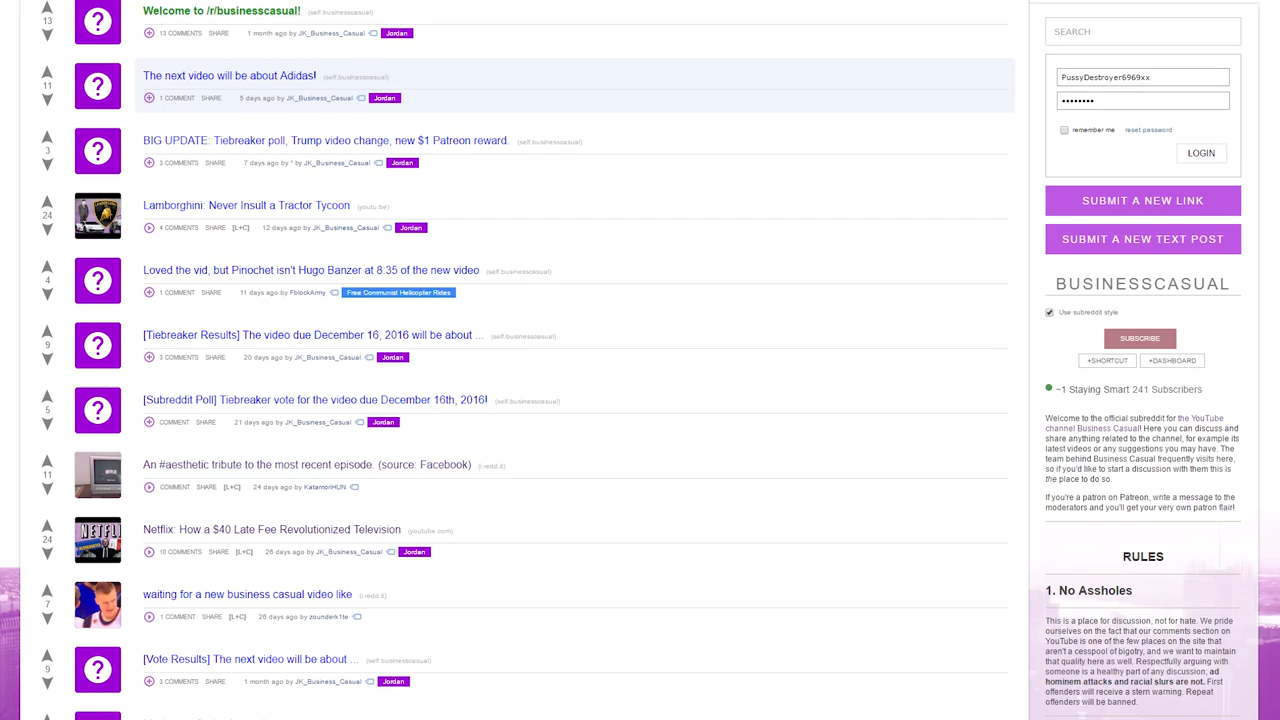 13
Welcome to /r/businesscasual! (self.businesscasual)
13 COMMENTS SHARE 1 month ago by JK_Business_Casual Jordan
11
The next video will be about Adidas! (self.businesscasual)
1 COMMENT SHARE 5 days ago by JK_Business_Casual Jordan
3
BIG UPDATE: Tiebreaker poll, Trump video change, new $1 Patreon reward. (self.businesscasual)
3 COMMENTS SHARE 7 days ago by * by JK_Business_Casual Jordan
24
Lamborghini: Never Insult a Tractor Tycoon (youtu.be)
4 COMMENTS SHARE [L+C] 12 days ago by JK_Business_Casual Jordan
4
Loved the vid, but Pinochet isn't Hugo Banzer at 8:35 of the new video (self.businesscasual)
1 COMMENT SHARE 11 days ago by FblockArmy Free Communist Helicopter Rides
9
[Tiebreaker Results] The video due December 16, 2016 will be about ... (self.businesscasual)
3 COMMENTS SHARE 20 days ago by JK_Business_Casual Jordan
5
[Subreddit Poll] Tiebreaker vote for the video due December 16th, 2016! (self.businesscasual)
COMMENT SHARE 21 days ago by JK_Business_Casual Jordan
11
An #aesthetic tribute to the most recent episode. (source: Facebook) (i.redd.it)
COMMENT SHARE [L+C] 24 days ago by KatamoriHUN
24
NETFLI
Netflix: How a $40 Late Fee Revolutionized Television (youtube.com)
10 COMMENTS SHARE [L+C] 26 days ago by JK_Business_Casual Jordan
7
waiting for a new business casual video like (i.redd.it)
1 COMMENT SHARE [L+C] 26 days ago by zounderk1te
9
[Vote Results] The next video will be about ... (self.businesscasual)
3 COMMENTS SHARE 1 month ago by JK_Business_Casual Jordan
SEARCH
PussyDestroyer6969xx
••••••••
remember me reset password
LOGIN
SUBMIT A NEW LINK
SUBMIT A NEW TEXT POST
BUSINESSCASUAL
Use subreddit style
SUBSCRIBE
+SHORTCUT +DASHBOARD
~1 Staying Smart 241 Subscribers
Welcome to the official subreddit for the YouTube
channel Business Casual! Here you can discuss and
share anything related to the channel, for example its
latest videos or any suggestions you may have. The
team behind Business Casual frequently visits here,
so if you'd like to start a discussion with them this is
the place to do so.
If you're a patron on Patreon, write a message to the
moderators and you'll get your very own patron flair!
RULES
1. No Assholes
This is a place for discussion, not for hate. We pride
ourselves on the fact that our comments section on
YouTube is one of the few places on the site that
aren't a cesspool of bigotry, and we want to maintain
that quality here as well. Respectfully arguing with
someone is a healthy part of any discussion, ad
hominem attacks and racial slurs are not. First
offenders will receive a stern warning. Repeat
offenders will be banned.